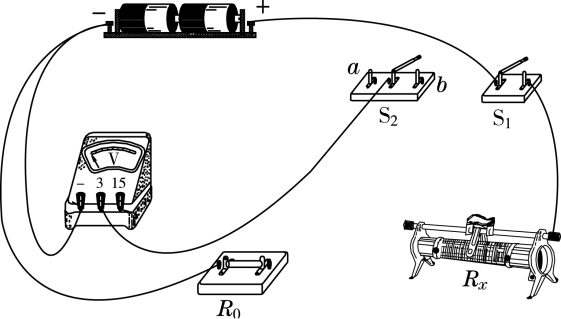 − +
a b
S₂ S₁
V
− 3 15
R₀ Rₓ